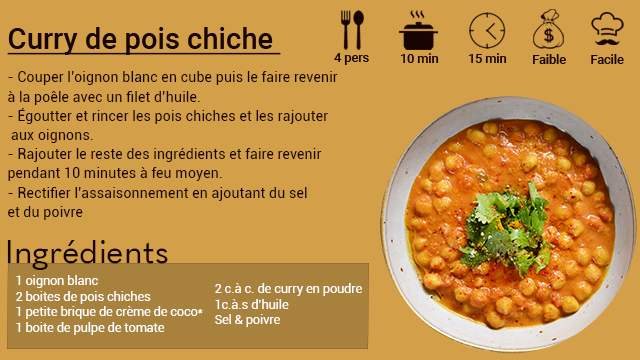 Curry de pois chiche
4 pers
10 min
15 min
Faible
Facile
- Couper l'oignon blanc en cube puis le faire revenir
à la poêle avec un filet d'huile.
- Égoutter et rincer les pois chiches et les rajouter
aux oignons.
- Rajouter le reste des ingrédients et faire revenir
pendant 10 minutes à feu moyen.
- Rectifier l'assaisonnement en ajoutant du sel
et du poivre
Ingrédients
1 oignon blanc
2 boites de pois chiches
1 petite brique de crème de coco*
1 boite de pulpe de tomate
2 c.à c. de curry en poudre
1c.à.s d'huile
Sel & poivre